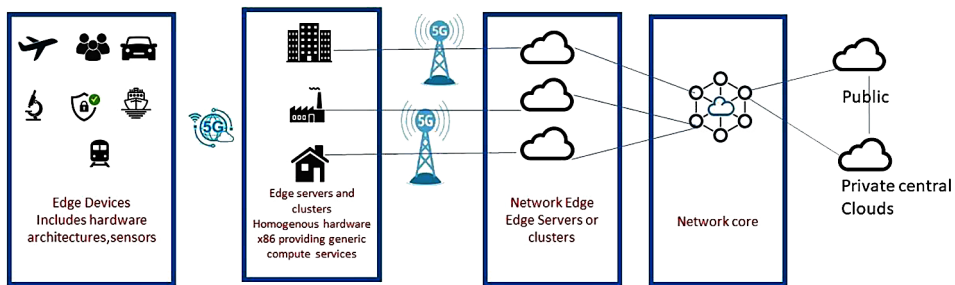 Edge Devices
Includes hardware
architectures,sensors
5G
Edge servers and
clusters
Homogenous hardware
x86 providing generic
compute services
5G
5G
Network Edge
Edge Servers or
clusters
Network core
Public
Private central
Clouds